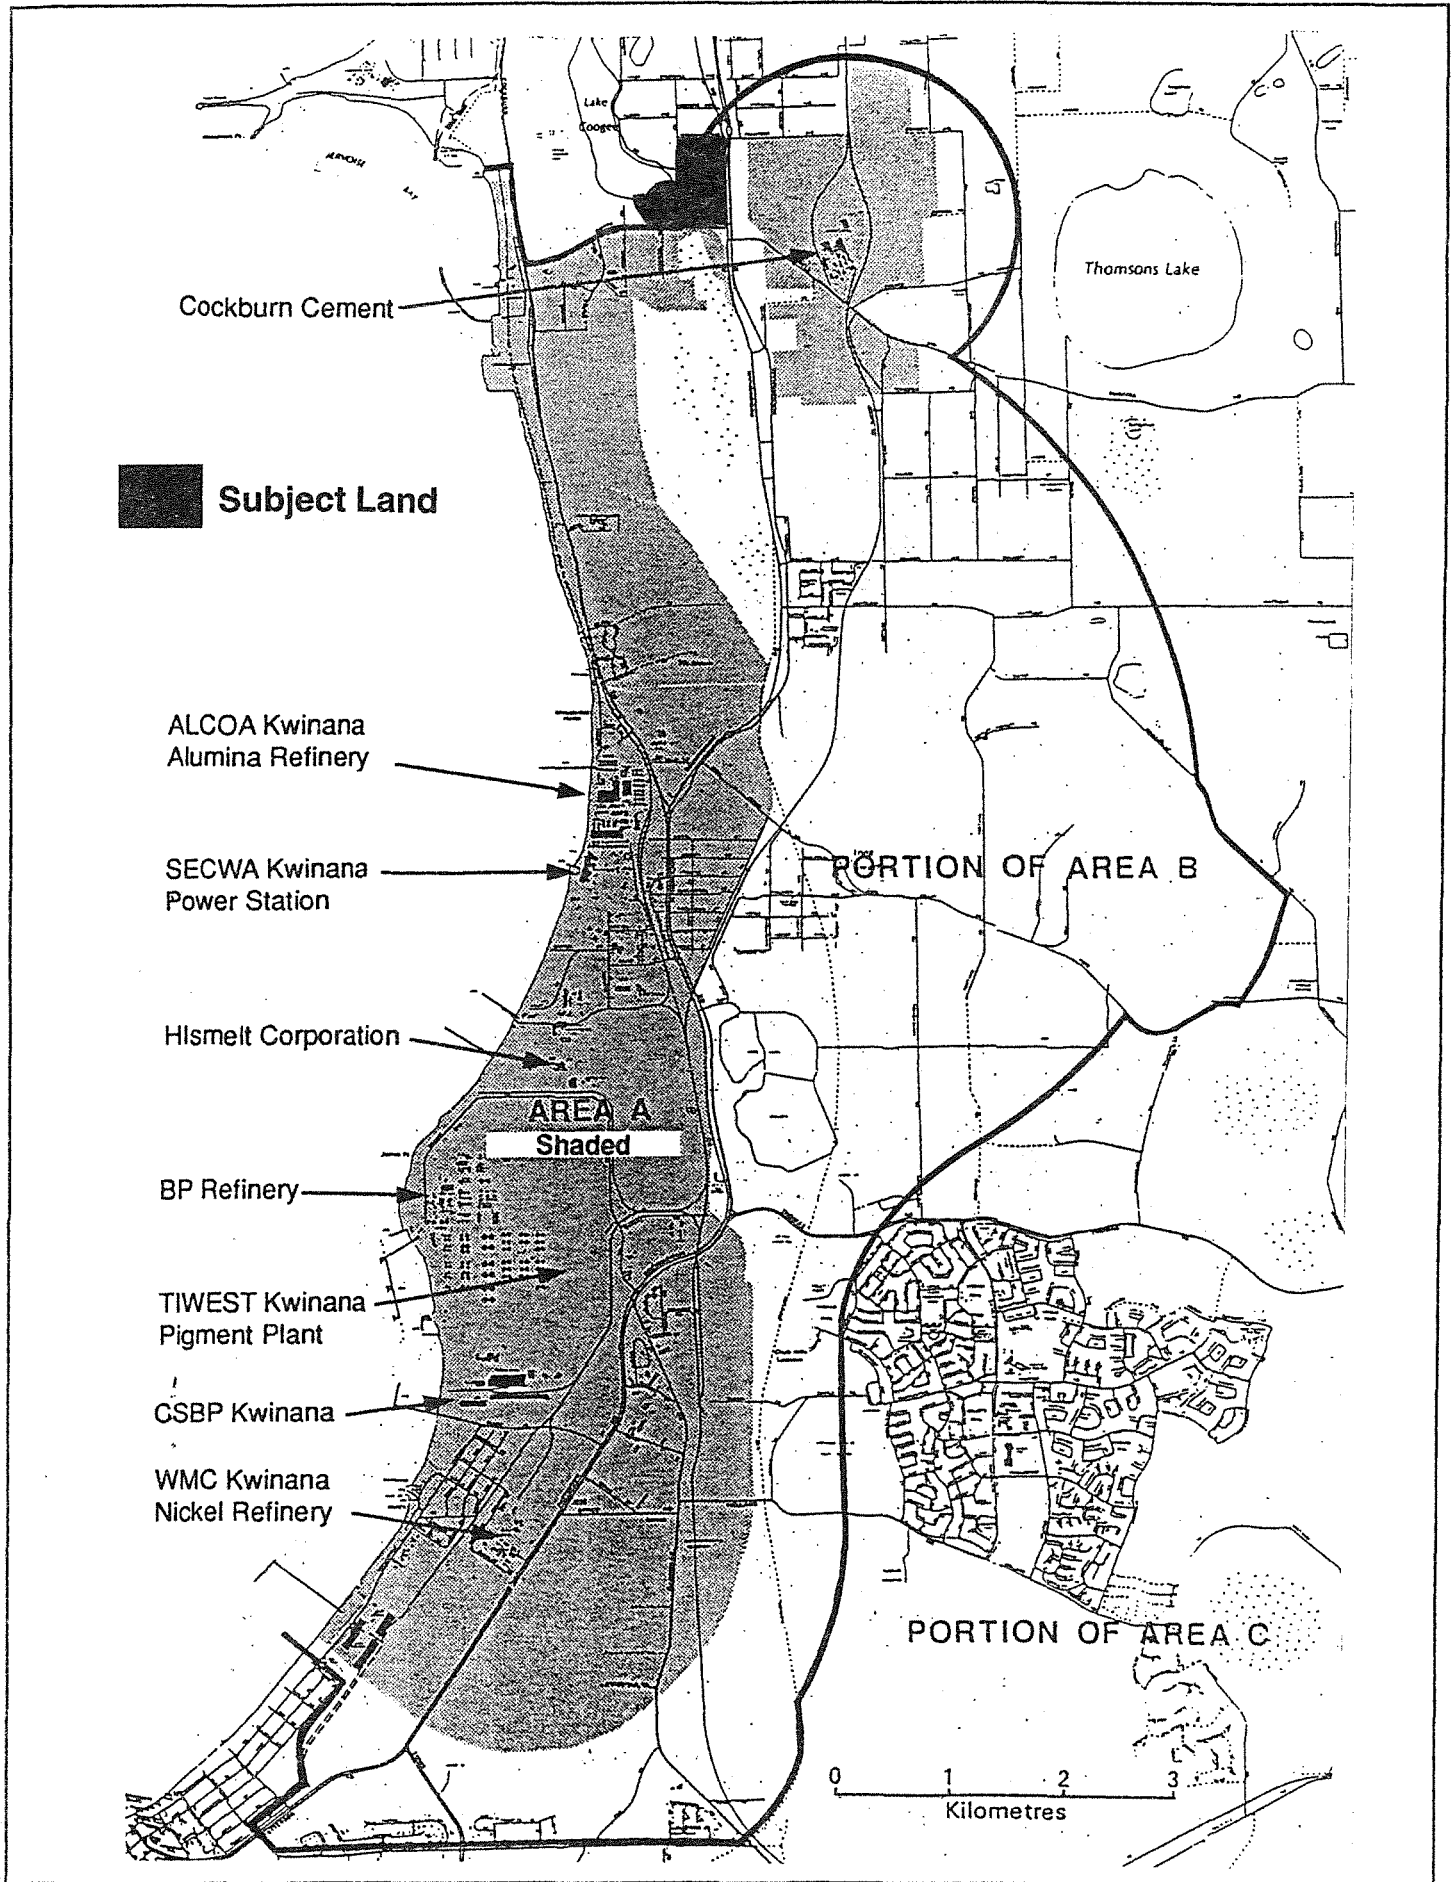 Lake
Coogee
Thomsons Lake
Cockburn Cement
Subject Land
ALCOA Kwinana
Alumina Refinery
PORTION OF AREA B
SECWA Kwinana
Power Station
HIsmelt Corporation
AREA A
Shaded
BP Refinery
TIWEST Kwinana
Pigment Plant
CSBP Kwinana
WMC Kwinana
Nickel Refinery
PORTION OF AREA C
0 1 2 3
Kilometres